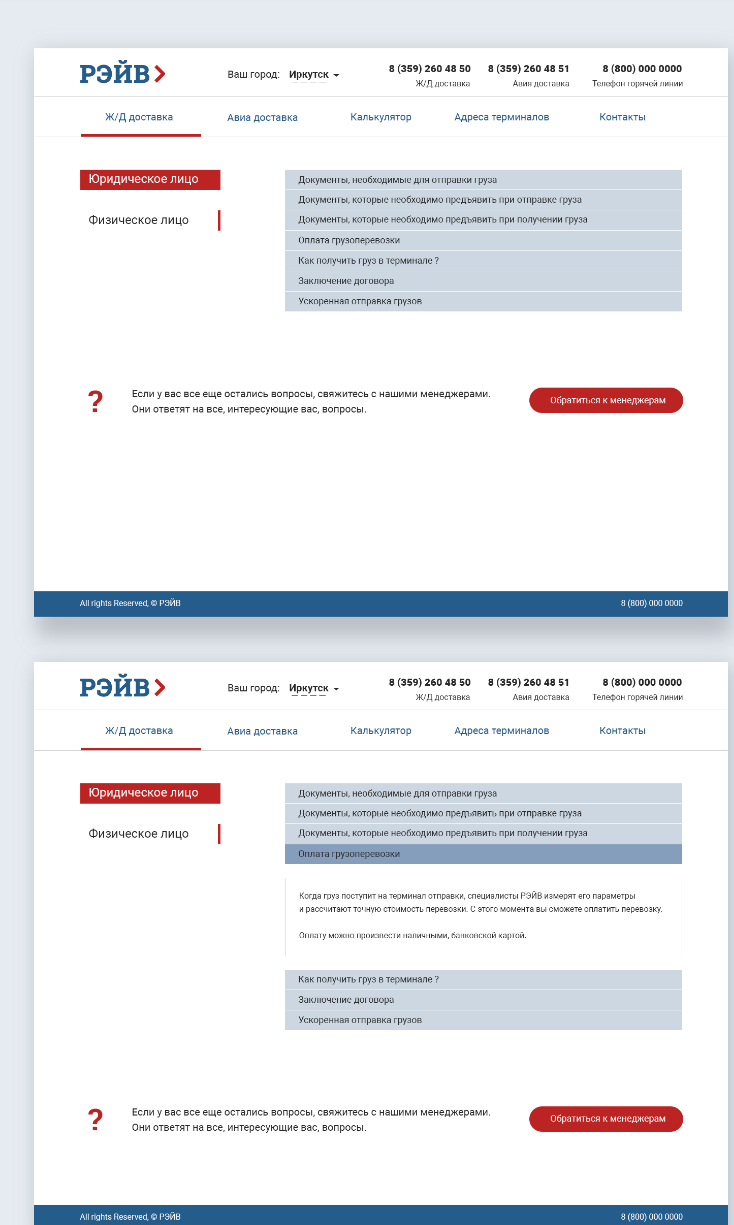 РЭЙВ
Ваш город: Иркутск
8 (359) 260 48 50
Ж/Д доставка
8 (359) 260 48 51
Авия доставка
8 (800) 000 0000
Телефон горячей линии
Ж/Д доставка
Авиа доставка
Калькулятор
Адреса терминалов
Контакты
Юридическое лицо
Физическое лицо
Документы, необходимые для отправки груза
Документы, которые необходимо предъявить при отправке груза
Документы, которые необходимо предъявить при получении груза
Оплата грузоперевозки
Как получить груз в терминале ?
Заключение договора
Ускоренная отправка грузов
?
Если у вас все еще остались вопросы, свяжитесь с нашими менеджерами.
Они ответят на все, интересующие вас, вопросы.
Обратиться к менеджерам
All rights Reserved, © РЭЙВ
8 (800) 000 0000
РЭЙВ
Ваш город: Иркутск
8 (359) 260 48 50
Ж/Д доставка
8 (359) 260 48 51
Авия доставка
8 (800) 000 0000
Телефон горячей линии
Ж/Д доставка
Авиа доставка
Калькулятор
Адреса терминалов
Контакты
Юридическое лицо
Физическое лицо
Документы, необходимые для отправки груза
Документы, которые необходимо предъявить при отправке груза
Документы, которые необходимо предъявить при получении груза
Оплата грузоперевозки
Когда груз поступит на терминал отправки, специалисты РЭЙВ измерят его параметры
и рассчитают точную стоимость перевозки. С этого момента вы сможете оплатить перевозку.
Оплату можно произвести наличными, банковской картой.
Как получить груз в терминале ?
Заключение договора
Ускоренная отправка грузов
?
Если у вас все еще остались вопросы, свяжитесь с нашими менеджерами.
Они ответят на все, интересующие вас, вопросы.
Обратиться к менеджерам
All rights Reserved, © РЭЙВ
8 (800) 000 0000